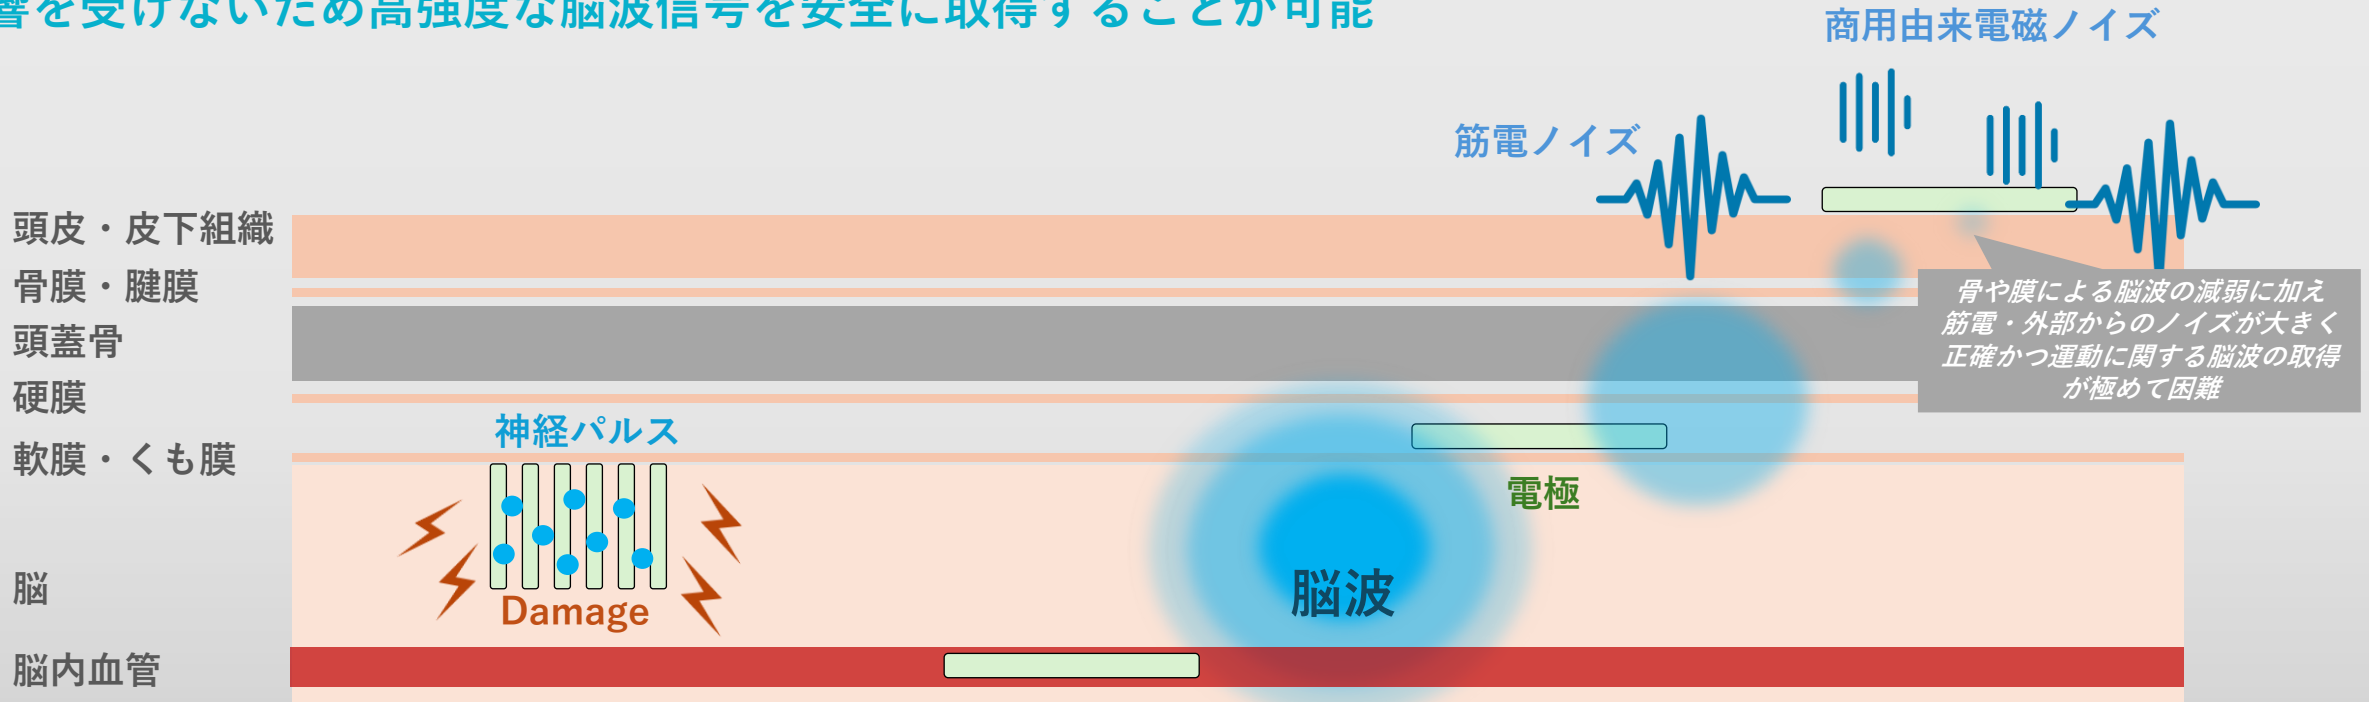 響を受けないため高強度な脳波信号を安全に取得することが可能
商用由来電磁ノイズ
筋電ノイズ
頭皮・皮下組織
骨膜・腱膜
頭蓋骨
硬膜
軟膜・くも膜
脳
脳内血管
骨や膜による脳波の減弱に加え
筋電・外部からのノイズが大きく
正確かつ運動に関する脳波の取得
が極めて困難
神経パルス
電極
脳波
Damage